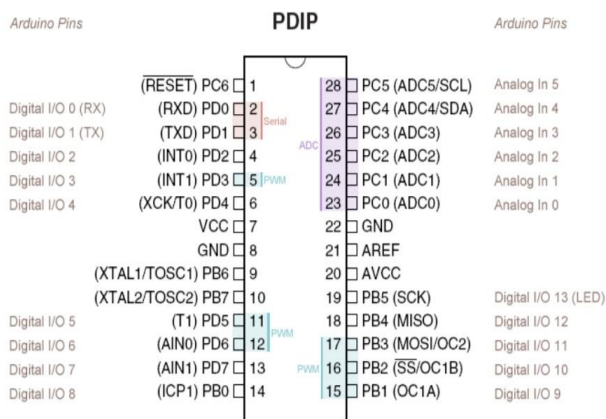 Arduino Pins PDIP Arduino Pins
(RESET) PC6 1 28 PC5 (ADC5/SCL) Analog In 5
Digital I/O 0 (RX) (RXD) PD0 2 27 PC4 (ADC4/SDA) Analog In 4
Serial
Digital I/O 1 (TX) (TXD) PD1 3 26 PC3 (ADC3) Analog In 3
ADC
Digital I/O 2 (INT0) PD2 4 25 PC2 (ADC2) Analog In 2
Digital I/O 3 (INT1) PD3 5 PWM 24 PC1 (ADC1) Analog In 1
Digital I/O 4 (XCK/T0) PD4 6 23 PC0 (ADC0) Analog In 0
VCC 7 22 GND
GND 8 21 AREF
(XTAL1/TOSC1) PB6 9 20 AVCC
(XTAL2/TOSC2) PB7 10 19 PB5 (SCK) Digital I/O 13 (LED)
Digital I/O 5 (T1) PD5 11 18 PB4 (MISO) Digital I/O 12
PWM
Digital I/O 6 (AIN0) PD6 12 17 PB3 (MOSI/OC2) Digital I/O 11
Digital I/O 7 (AIN1) PD7 13 PWM 16 PB2 (SS/OC1B) Digital I/O 10
Digital I/O 8 (ICP1) PB0 14 15 PB1 (OC1A) Digital I/O 9